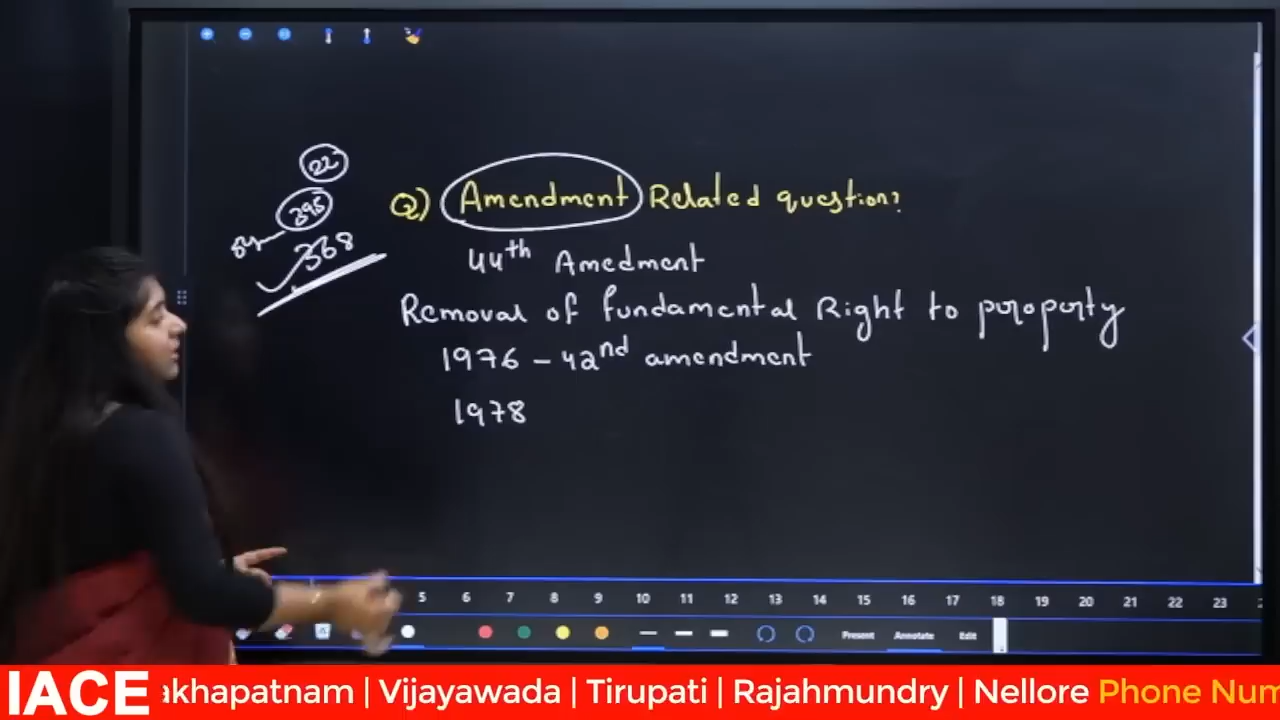 22
395
368
Q) Amendment Related question?
44th Amedment
Removal of fundamental Right to property
1976 - 42nd amendment
1978
5 6 7 8 9 10 11 12 13 14 15 16 17 18 19 20 21 22 23
Present Annotate Edit
IACE akhapatnam | Vijayawada | Tirupati | Rajahmundry | Nellore Phone Num